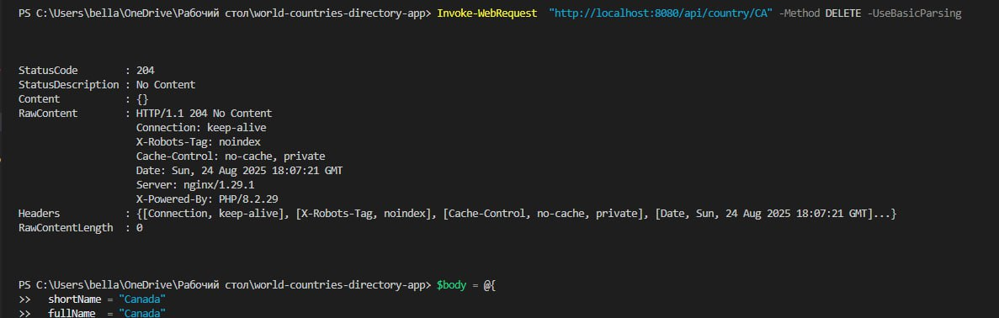 PS C:\Users\bella\OneDrive\Рабочий стол\world-countries-directory-app> Invoke-WebRequest  "http://localhost:8080/api/country/CA" -Method DELETE -UseBasicParsing
StatusCode        : 204
StatusDescription : No Content
Content           : {}
RawContent        : HTTP/1.1 204 No Content
                    Connection: keep-alive
                    X-Robots-Tag: noindex
                    Cache-Control: no-cache, private
                    Date: Sun, 24 Aug 2025 18:07:21 GMT
                    Server: nginx/1.29.1
                    X-Powered-By: PHP/8.2.29
Headers           : {[Connection, keep-alive], [X-Robots-Tag, noindex], [Cache-Control, no-cache, private], [Date, Sun, 24 Aug 2025 18:07:21 GMT]...}
RawContentLength  : 0
PS C:\Users\bella\OneDrive\Рабочий стол\world-countries-directory-app> $body = @{
>>   shortName = "Canada"
>>   fullName  = "Canada"